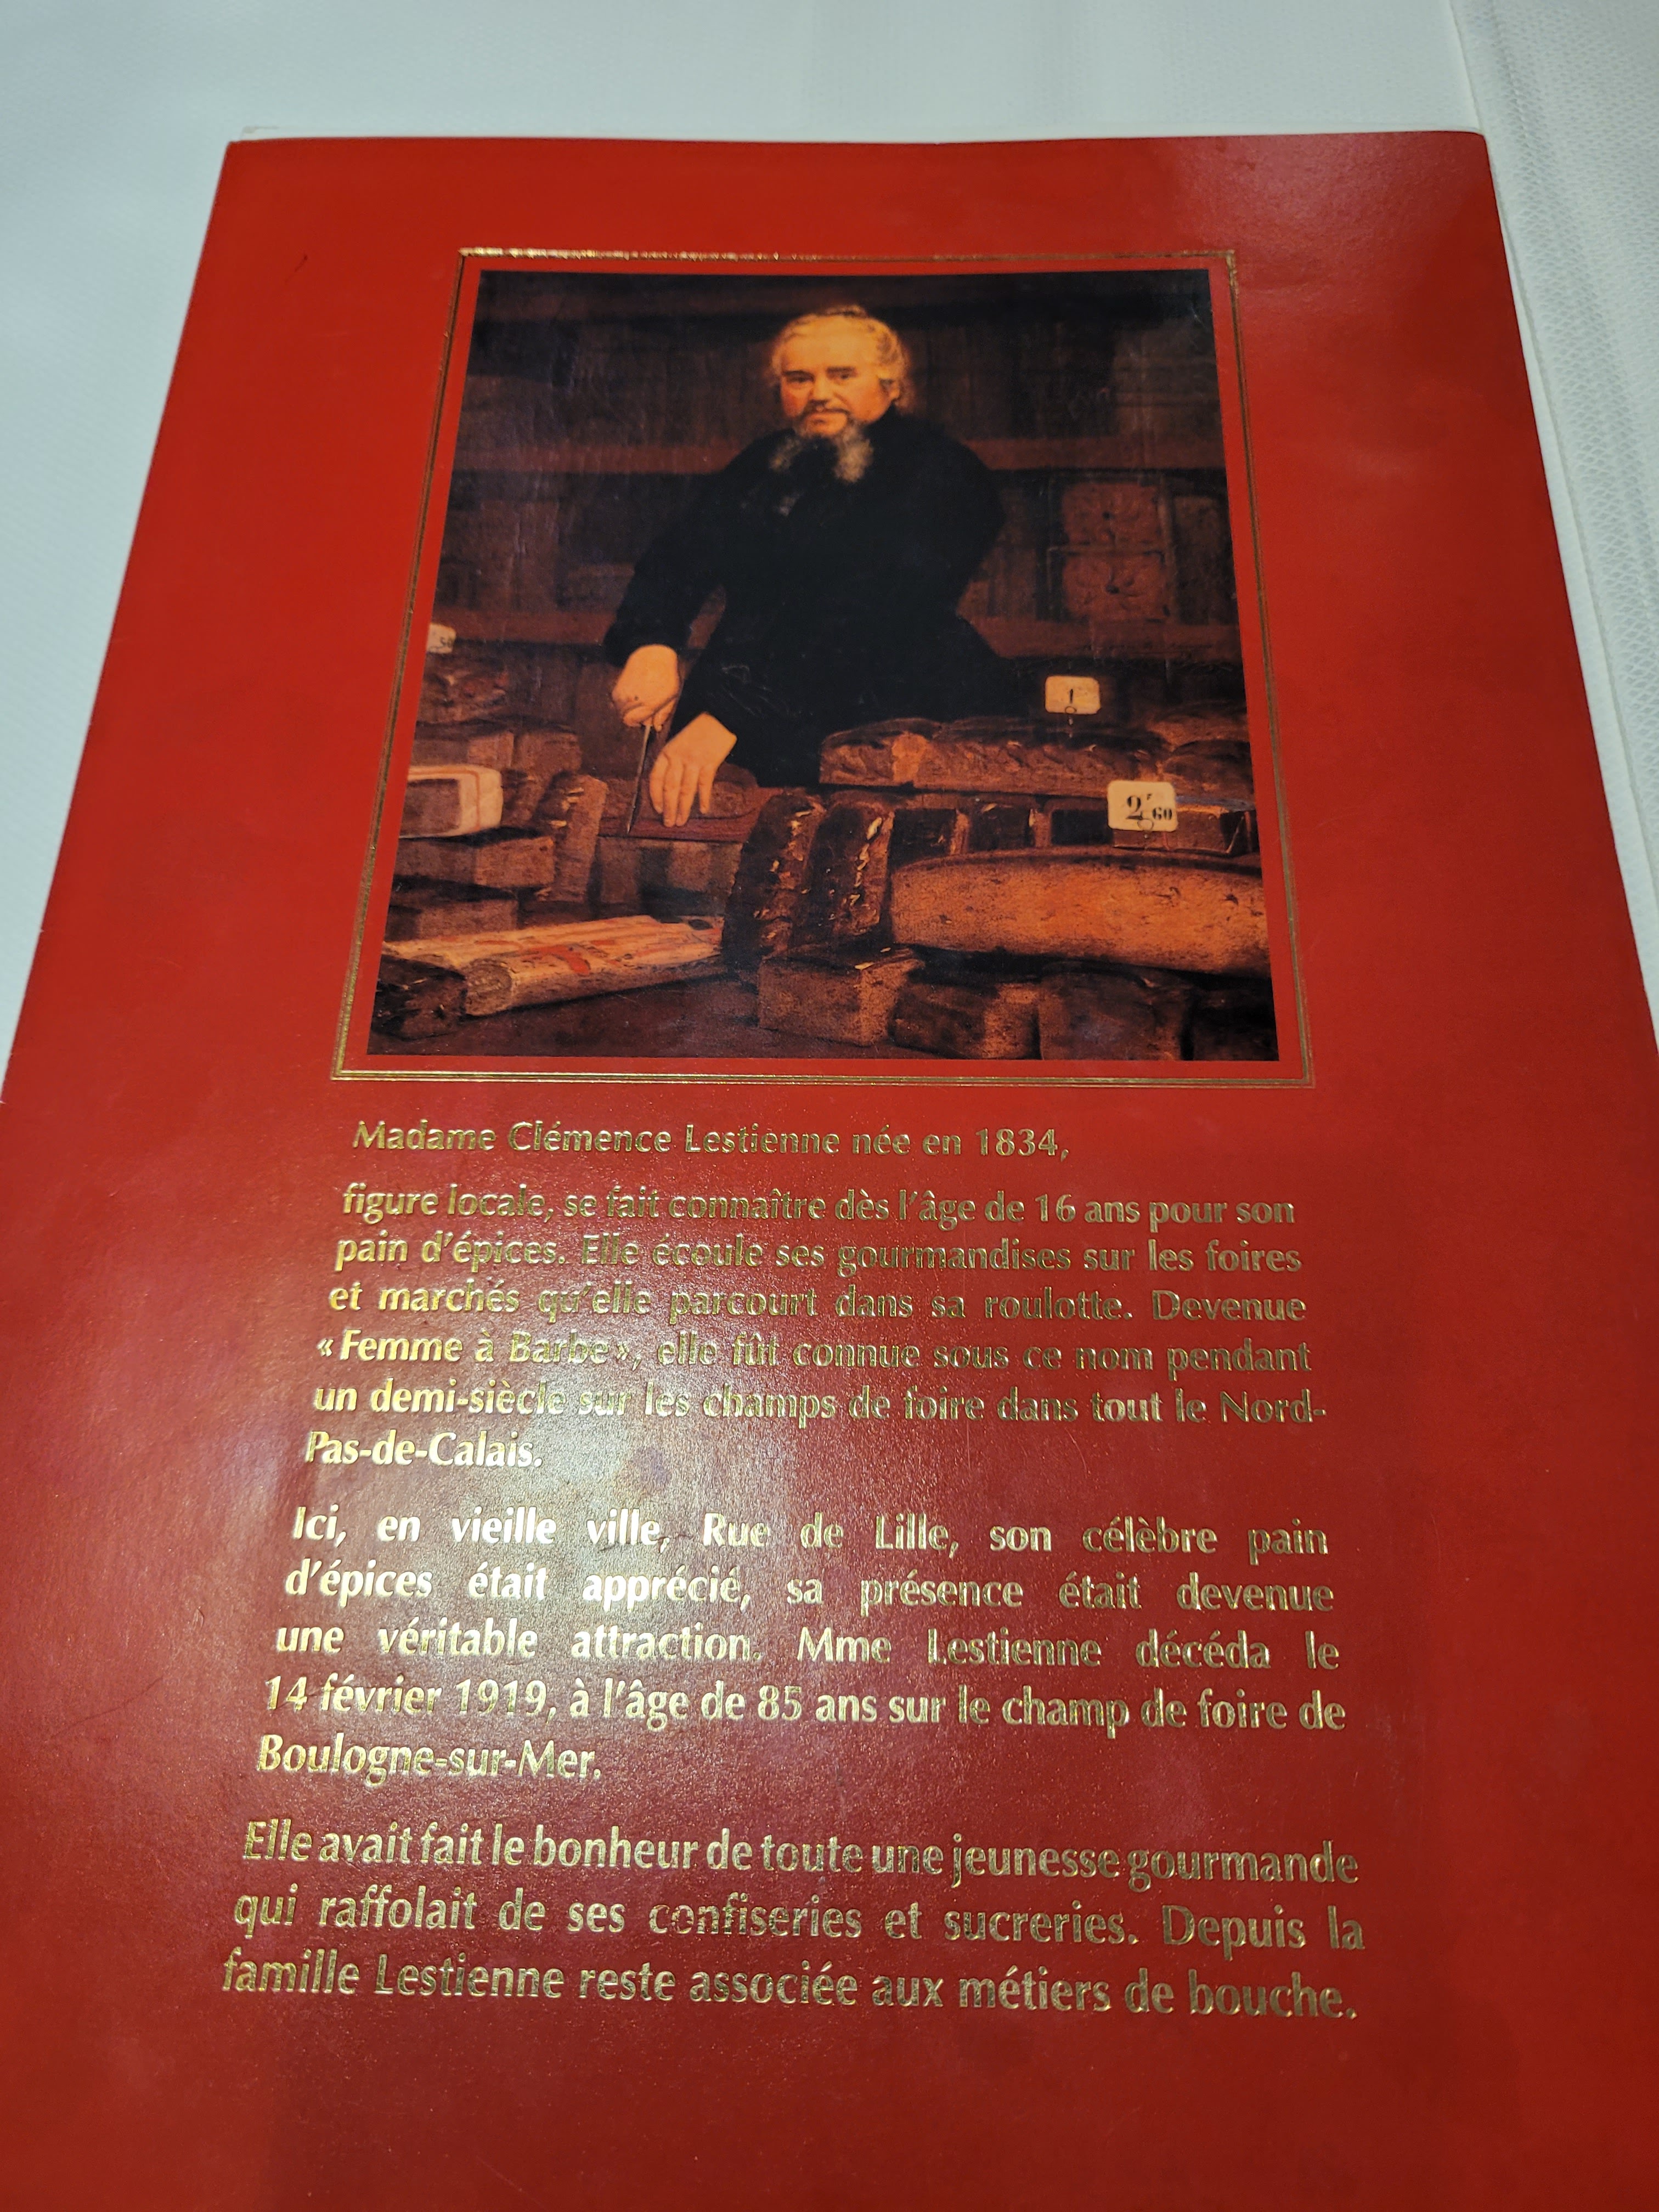 1
2 60
Madame Clémence Lestienne née en 1834,
figure locale, se fait connaître dès l'âge de 16 ans pour son
pain d'épices. Elle écoule ses gourmandises sur les foires
et marchés qu'elle parcourt dans sa roulotte. Devenue
« Femme à Barbe », elle fût connue sous ce nom pendant
un demi-siècle sur les champs de foire dans tout le Nord-
Pas-de-Calais.
Ici, en vieille ville, Rue de Lille, son célèbre pain
d'épices était apprécié, sa présence était devenue
une véritable attraction. Mme Lestienne décéda le
14 février 1919, à l'âge de 85 ans sur le champ de foire de
Boulogne-sur-Mer.
Elle avait fait le bonheur de toute une jeunesse gourmande
qui raffolait de ses confiseries et sucreries. Depuis la
famille Lestienne reste associée aux métiers de bouche.